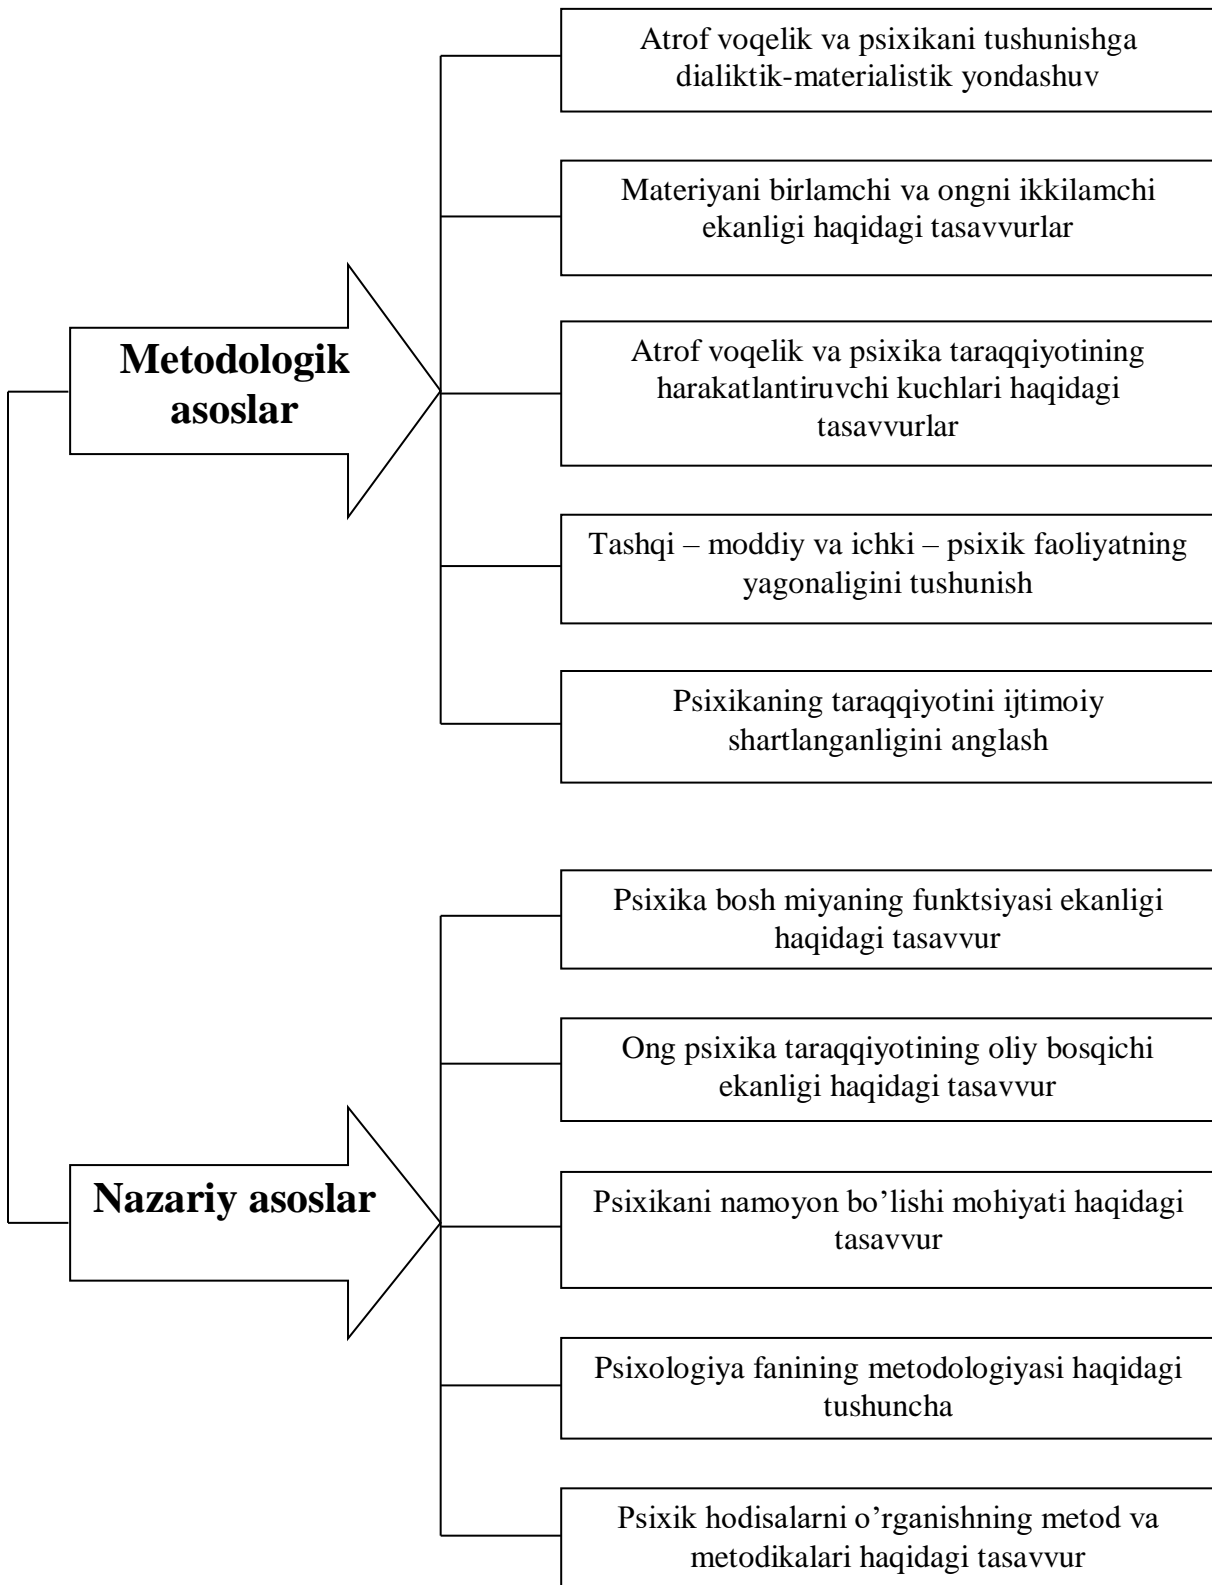 Atrof voqelik va psixikani tushunishga
dialiktik-materialistik yondashuv
Materiyani birlamchi va ongni ikkilamchi
ekanligi haqidagi tasavvurlar
Metodologik
asoslar
Atrof voqelik va psixika taraqqiyotining
harakatlantiruvchi kuchlari haqidagi
tasavvurlar
Tashqi – moddiy va ichki – psixik faoliyatning
yagonaligini tushunish
Psixikaning taraqqiyotini ijtimoiy
shartlanganligini anglash
Psixika bosh miyaning funktsiyasi ekanligi
haqidagi tasavvur
Ong psixika taraqqiyotining oliy bosqichi
ekanligi haqidagi tasavvur
Nazariy asoslar
Psixikani namoyon bo’lishi mohiyati haqidagi
tasavvur
Psixologiya fanining metodologiyasi haqidagi
tushuncha
Psixik hodisalarni o’rganishning metod va
metodikalari haqidagi tasavvur